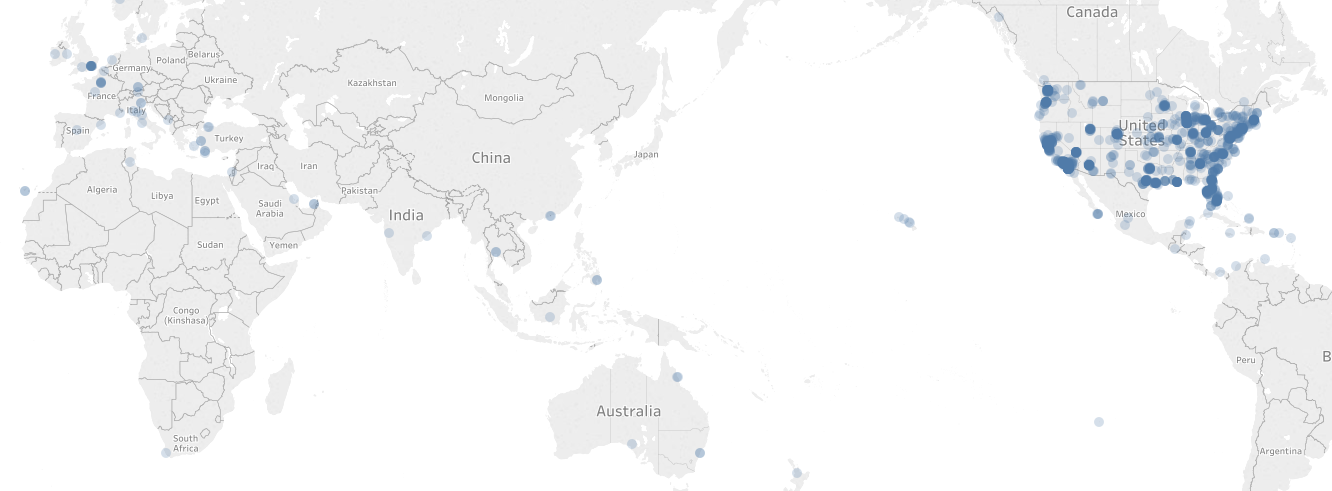 Canada
Belarus
Poland
Germany
Ukraine
Kazakhstan
France
Mongolia
Italy
United
States
Spain
Turkey
China
Japan
Iraq
Iran
Algeria
Pakistan
Libya
Egypt
Saudi
Arabia
India
Mexico
Sudan
Yemen
Congo
(Kinshasa)
Peru
B
Australia
South
Africa
Argentina